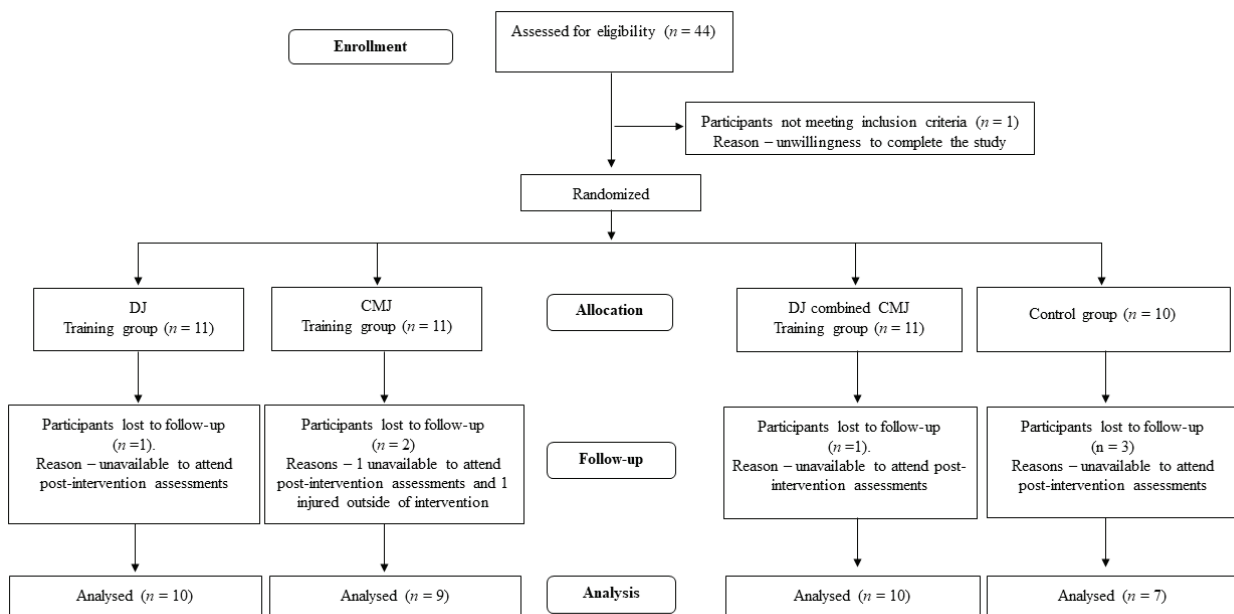 Assessed for eligibility (n = 44)
Enrollment
Participants not meeting inclusion criteria (n = 1)
Reason – unwillingness to complete the study
Randomized
DJ
Training group (n = 11)
CMJ
Training group (n = 11)
Allocation
DJ combined CMJ
Training group (n = 11)
Control group (n = 10)
Participants lost to follow-up
(n =1).
Reason – unavailable to attend
post-intervention assessments
Participants lost to follow-up
(n = 2)
Reasons – 1 unavailable to attend
post-intervention assessments and 1
injured outside of intervention
Follow-up
Participants lost to follow-up
(n =1).
Reason – unavailable to attend post-
intervention assessments
Participants lost to follow-up
(n = 3)
Reasons – unavailable to attend
post-intervention assessments
Analysed (n = 10)
Analysed (n = 9)
Analysis
Analysed (n = 10)
Analysed (n = 7)